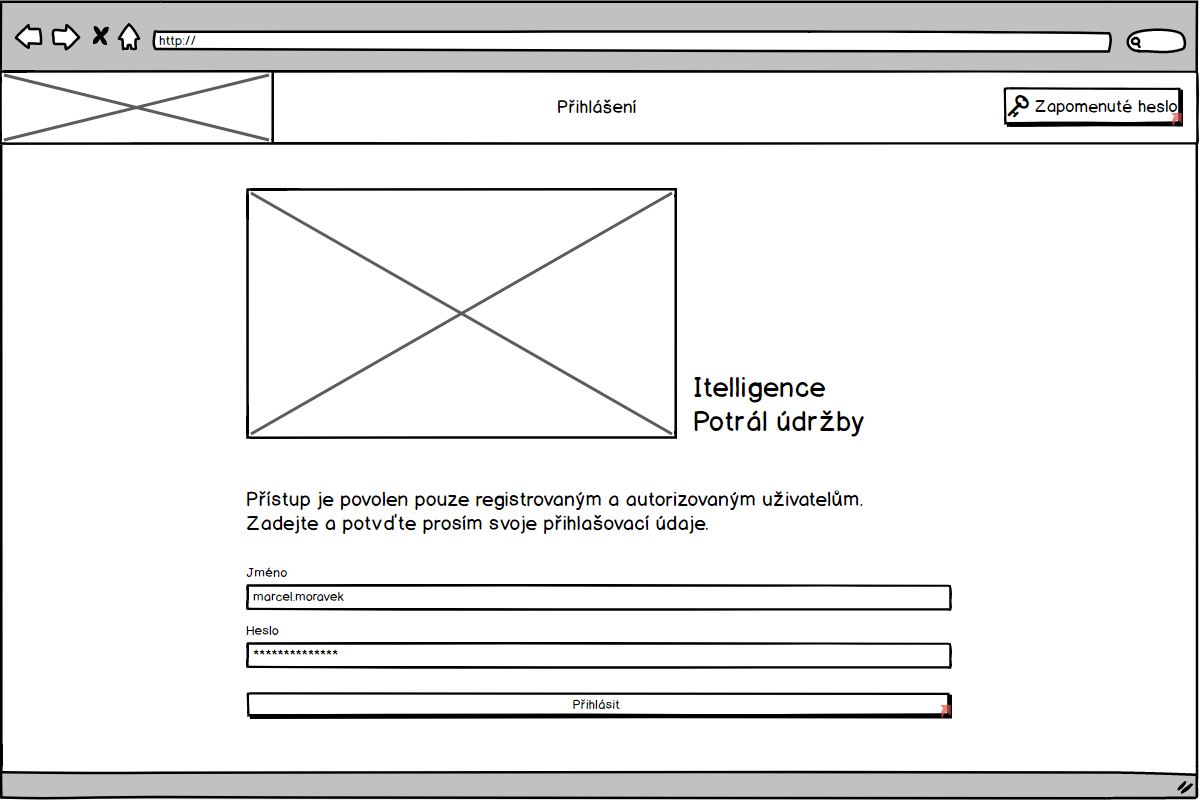 http://
Přihlášení
Zapomenuté heslo
Itelligence
Potrál údržby
Přístup je povolen pouze registrovaným a autorizovaným uživatelům.
Zadejte a potvďte prosím svoje přihlašovací údaje.
Jméno
marcel.moravek
Heslo
**************
Přihlásit